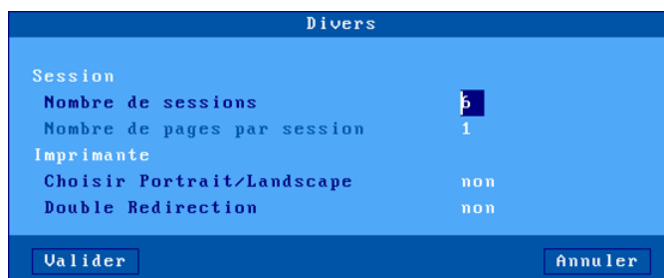 Divers
Session
Nombre de sessions 6
Nombre de pages par session 1
Imprimante
Choisir Portrait/Landscape non
Double Redirection non
Valider Annuler